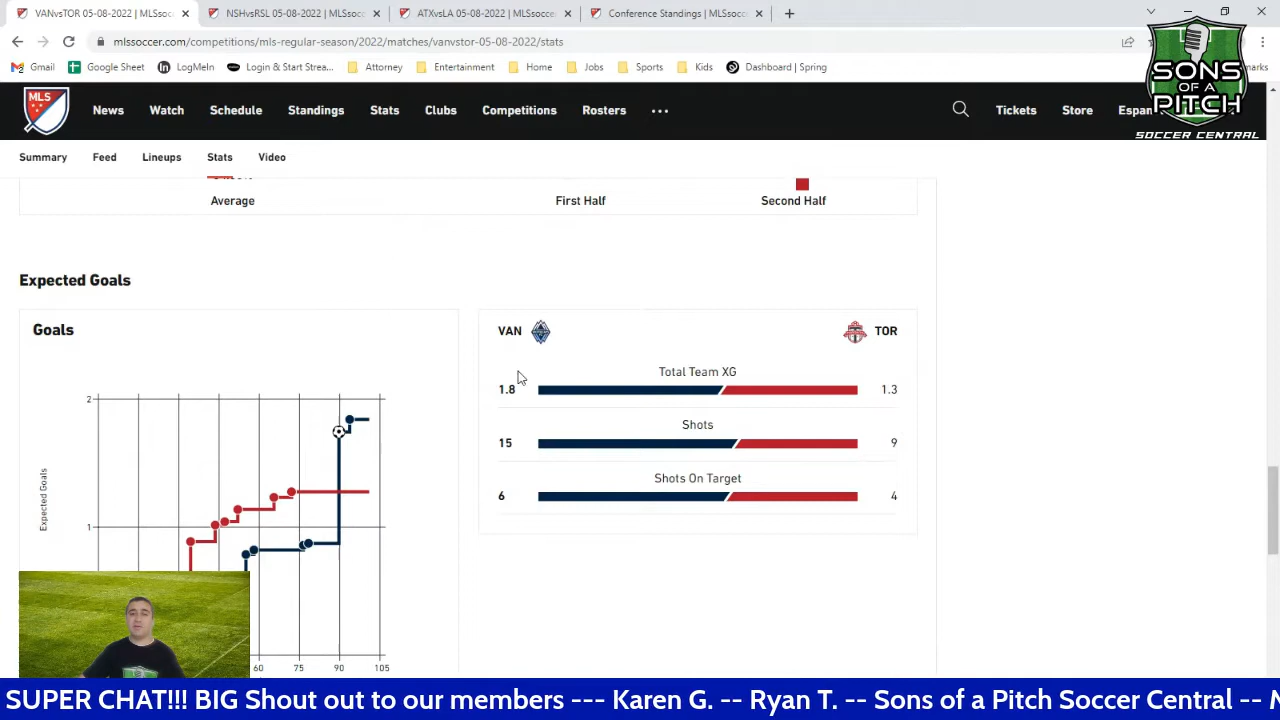 VANvsTOR 05-08-2022 | MLSsoc
NSHvsRSL 05-08-2022 | MLSsoc
ATXvsLA 05-08-2022 | MLSsoccer
Conference Standings | MLSsocc
mlssoccer.com/competitions/mls-regular-season/2022/matches/vanvstor-05-08-2022/stats
Gmail Google Sheet LogMeIn Login & Start Strea... Attorney Entertainment Home Jobs Sports Kids Dashboard | Spring
SONS
OF A
PITCH
SOCCER CENTRAL
MLS News Watch Schedule Standings Stats Clubs Competitions Rosters Tickets Store Espan
Summary Feed Lineups Stats Video
Average First Half Second Half
Expected Goals
Goals
VAN TOR
Total Team XG
1.8 1.3
Shots
15 9
Shots On Target
6 4
2
1
Expected Goals
60 75 90 105
SUPER CHAT!!! BIG Shout out to our members --- Karen G. -- Ryan T. -- Sons of a Pitch Soccer Central --